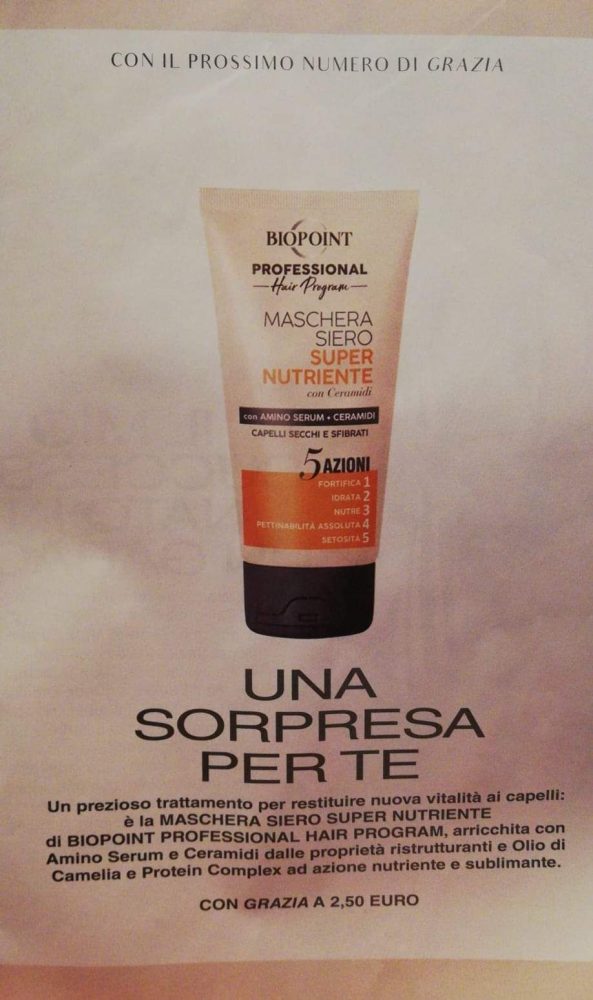 CON IL PROSSIMO NUMERO DI GRAZIA
BIOPOINT
PROFESSIONAL
Hair Program
MASCHERA
SIERO
SUPER
NUTRIENTE
con Ceramidi
con AMINO SERUM + CERAMIDI
CAPELLI SECCHI E SFIBRATI
5 AZIONI
FORTIFICA 1
IDRATA 2
NUTRE 3
PETTINABILITÀ ASSOLUTA 4
SETOSITÀ 5
UNA
SORPRESA
PER TE
Un prezioso trattamento per restituire nuova vitalità ai capelli:
è la MASCHERA SIERO SUPER NUTRIENTE
di BIOPOINT PROFESSIONAL HAIR PROGRAM, arricchita con
Amino Serum e Ceramidi dalle proprietà ristrutturanti e Olio di
Camelia e Protein Complex ad azione nutriente e sublimante.
CON GRAZIA A 2,50 EURO